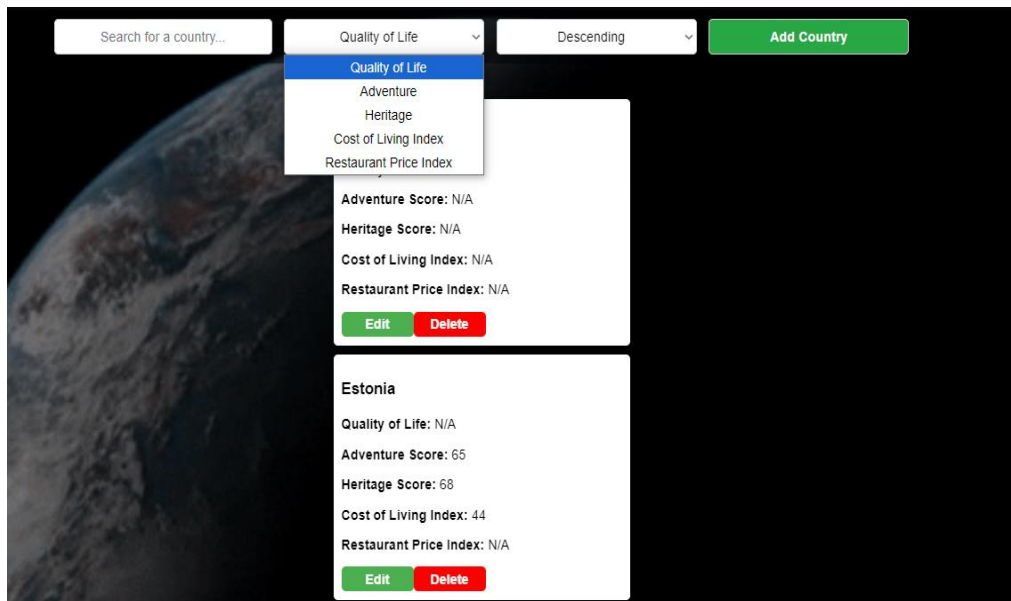 Search for a country...
Quality of Life
Descending
Add Country
Quality of Life
Adventure
Heritage
Cost of Living Index
Restaurant Price Index
Adventure Score: N/A
Heritage Score: N/A
Cost of Living Index: N/A
Restaurant Price Index: N/A
Edit Delete
Estonia
Quality of Life: N/A
Adventure Score: 65
Heritage Score: 68
Cost of Living Index: 44
Restaurant Price Index: N/A
Edit Delete